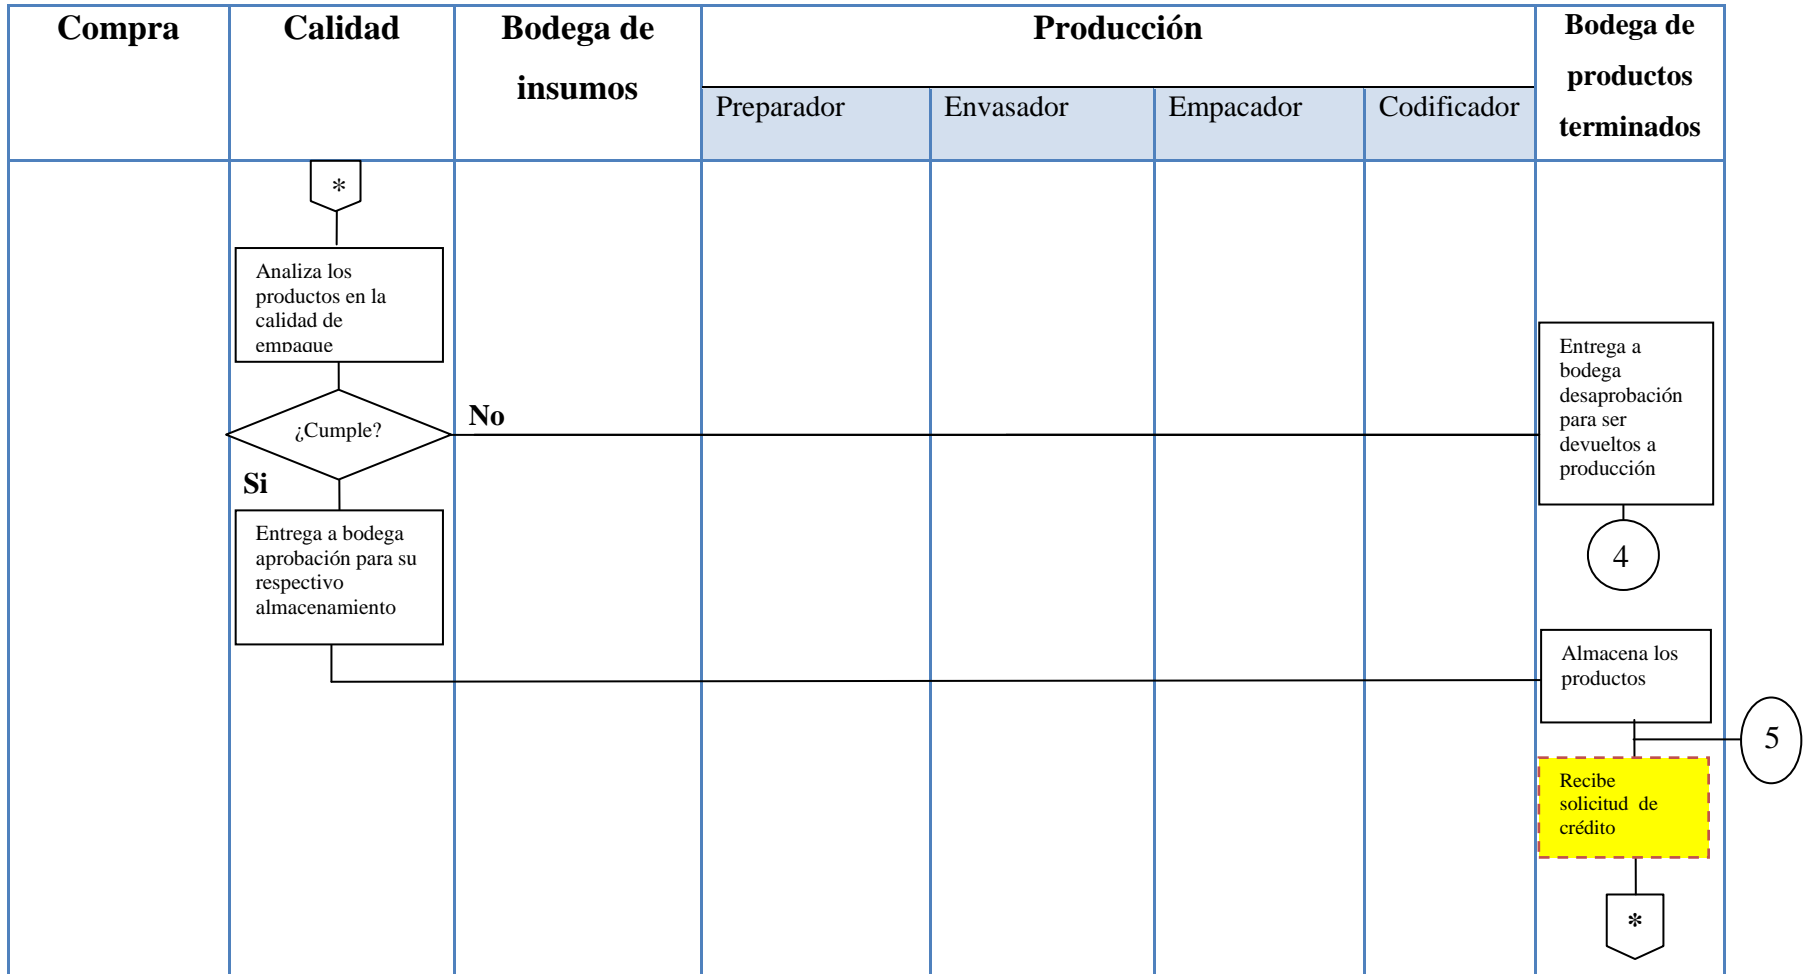 Compra
Calidad
Bodega de
insumos
Producción
Bodega de
productos
terminados
Preparador
Envasador
Empacador
Codificador
*
Analiza los
productos en la
calidad de
empaque
¿Cumple?
No
Si
Entrega a
bodega
desaprobación
para ser
devueltos a
producción
4
Entrega a bodega
aprobación para su
respectivo
almacenamiento
Almacena los
productos
5
Recibe
solicitud de
crédito
*